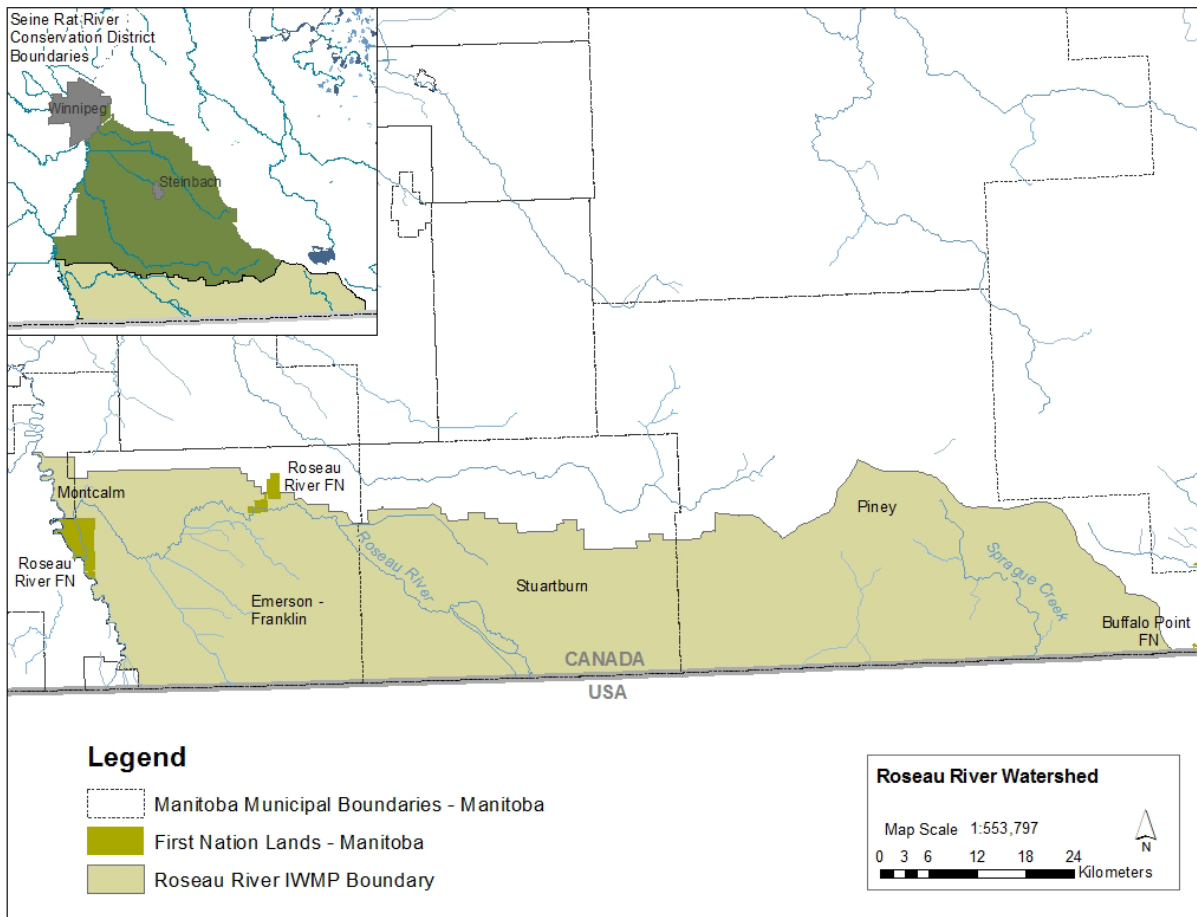 Seine Rat River
Conservation District
Boundaries
Winnipeg
Steinbach
Roseau
River FN
Montcalm
Piney
Roseau
River FN
Roseau River
Stuartburn
Sprague Creek
Emerson -
Franklin
Buffalo Point
FN
CANADA
USA
Legend
Manitoba Municipal Boundaries - Manitoba
First Nation Lands - Manitoba
Roseau River IWMP Boundary
Roseau River Watershed
Map Scale 1:553,797
N
0 3 6 12 18 24
Kilometers